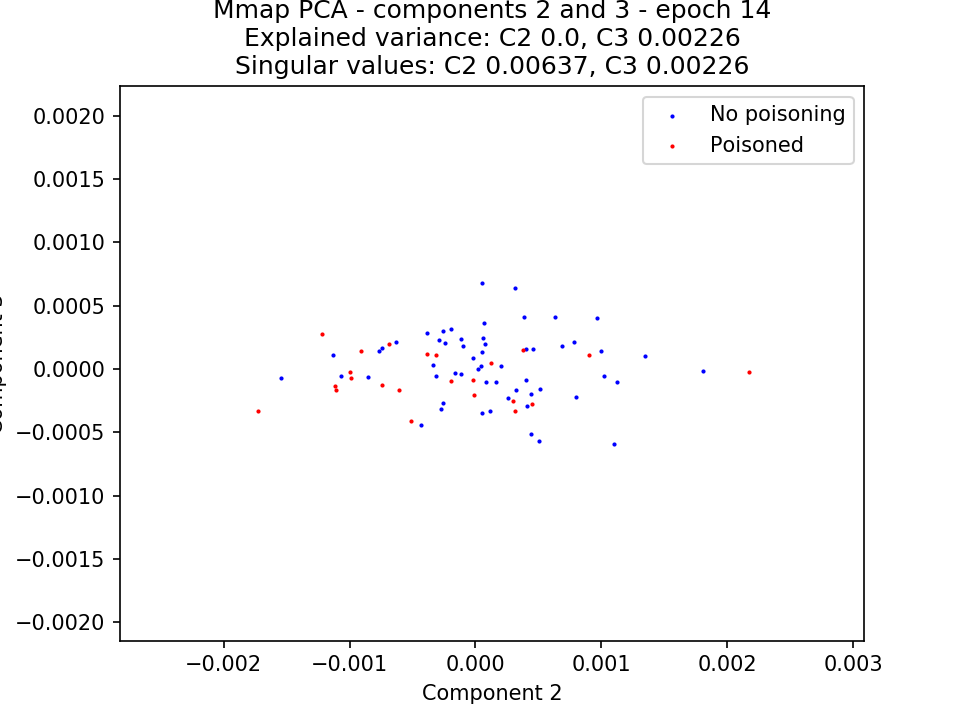 Mmap PCA - components 2 and 3 - epoch 14
Explained variance: C2 0.0, C3 0.00226
Singular values: C2 0.00637, C3 0.00226
No poisoning
Poisoned
0.0020
0.0015
0.0010
0.0005
0.0000
−0.0005
−0.0010
−0.0015
−0.0020
−0.002
−0.001
0.000
0.001
0.002
0.003
Component 2